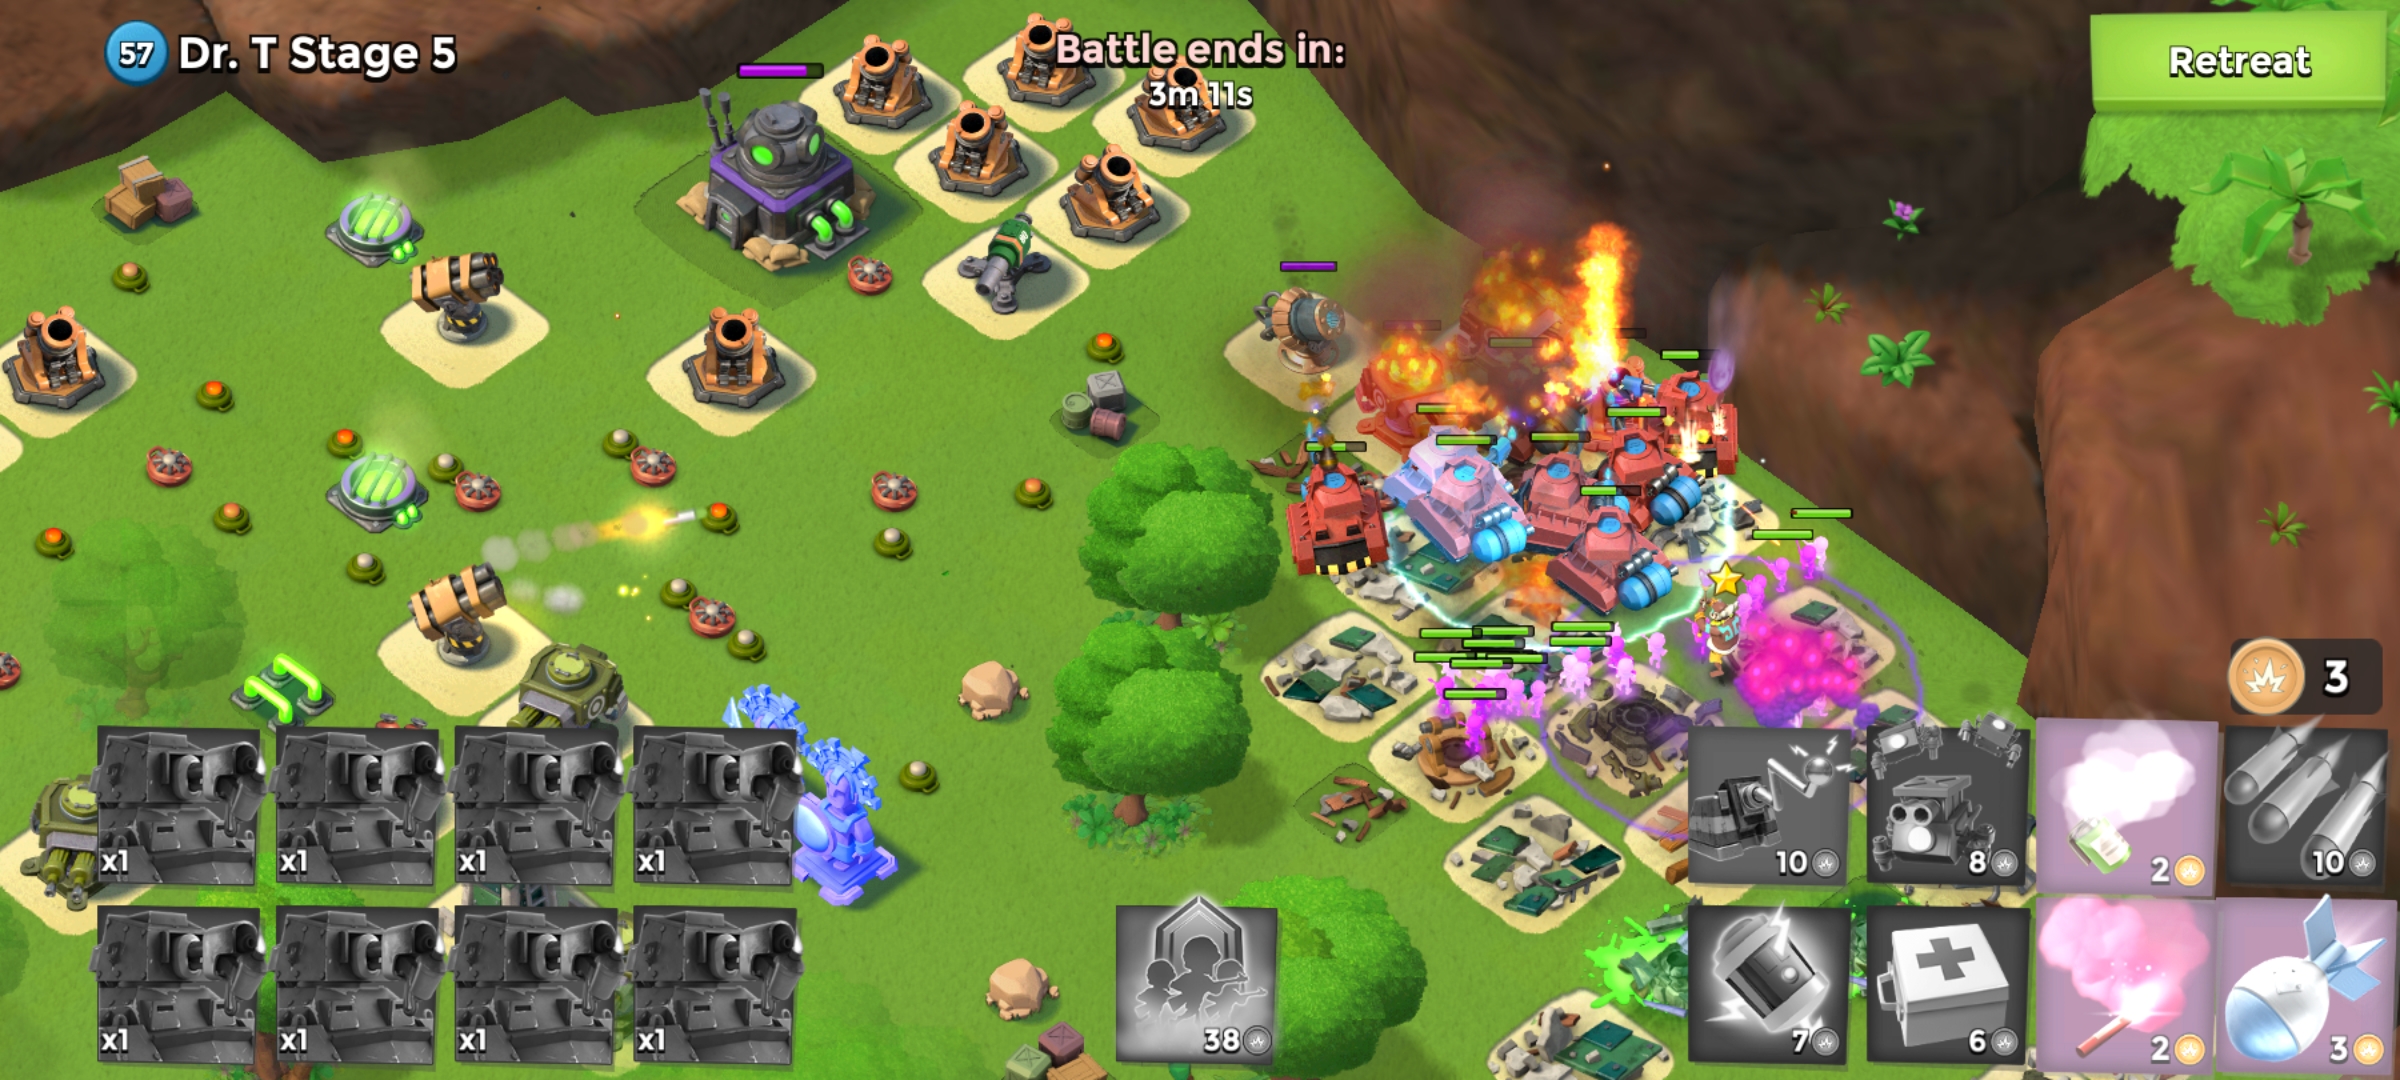 57 Dr. T Stage 5
Battle ends in:
3m 11s
Retreat
3
x1 x1 x1 x1
10 8 2 10
x1 x1 x1 x1
38
7 6 2 3